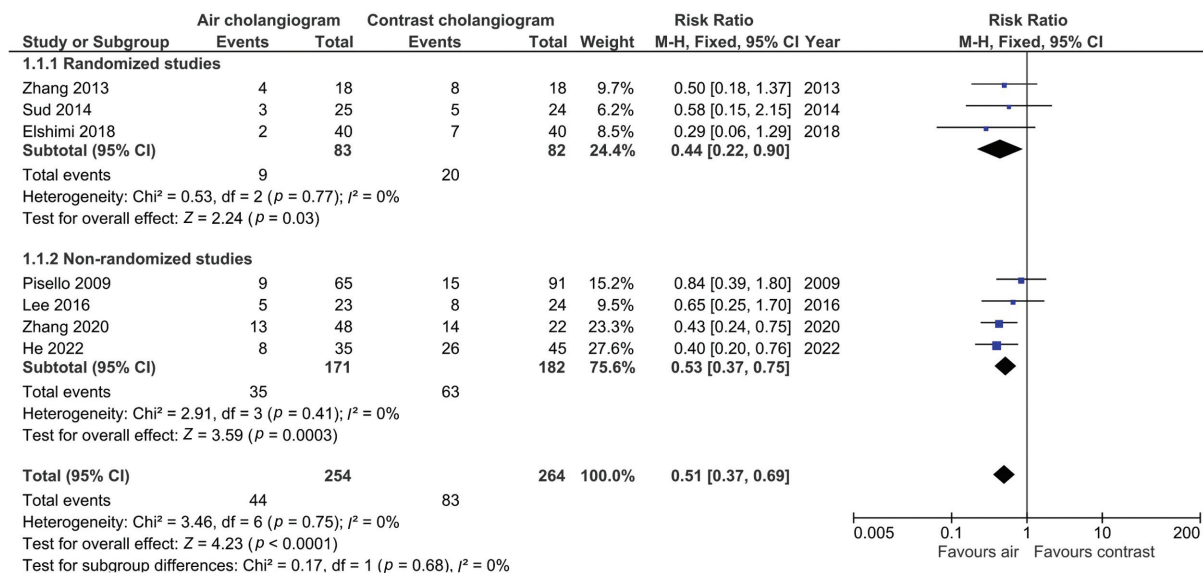 Air cholangiogram Contrast cholangiogram Risk Ratio Risk Ratio
Study or Subgroup Events Total Events Total Weight M-H, Fixed, 95% CI Year M-H, Fixed, 95% CI
1.1.1 Randomized studies
Zhang 2013 4 18 8 18 9.7% 0.50 [0.18, 1.37] 2013
Sud 2014 3 25 5 24 6.2% 0.58 [0.15, 2.15] 2014
Elshimi 2018 2 40 7 40 8.5% 0.29 [0.06, 1.29] 2018
Subtotal (95% CI) 83 82 24.4% 0.44 [0.22, 0.90]
Total events 9 20
Heterogeneity: Chi² = 0.53, df = 2 (p = 0.77); I² = 0%
Test for overall effect: Z = 2.24 (p = 0.03)
1.1.2 Non-randomized studies
Pisello 2009 9 65 15 91 15.2% 0.84 [0.39, 1.80] 2009
Lee 2016 5 23 8 24 9.5% 0.65 [0.25, 1.70] 2016
Zhang 2020 13 48 14 22 23.3% 0.43 [0.24, 0.75] 2020
He 2022 8 35 26 45 27.6% 0.40 [0.20, 0.76] 2022
Subtotal (95% CI) 171 182 75.6% 0.53 [0.37, 0.75]
Total events 35 63
Heterogeneity: Chi² = 2.91, df = 3 (p = 0.41); I² = 0%
Test for overall effect: Z = 3.59 (p = 0.0003)
Total (95% CI) 254 264 100.0% 0.51 [0.37, 0.69]
Total events 44 83
Heterogeneity: Chi² = 3.46, df = 6 (p = 0.75); I² = 0%
Test for overall effect: Z = 4.23 (p < 0.0001)
Test for subgroup differences: Chi² = 0.17, df = 1 (p = 0.68), I² = 0%
0.005 0.1 1 10 200
Favours air Favours contrast